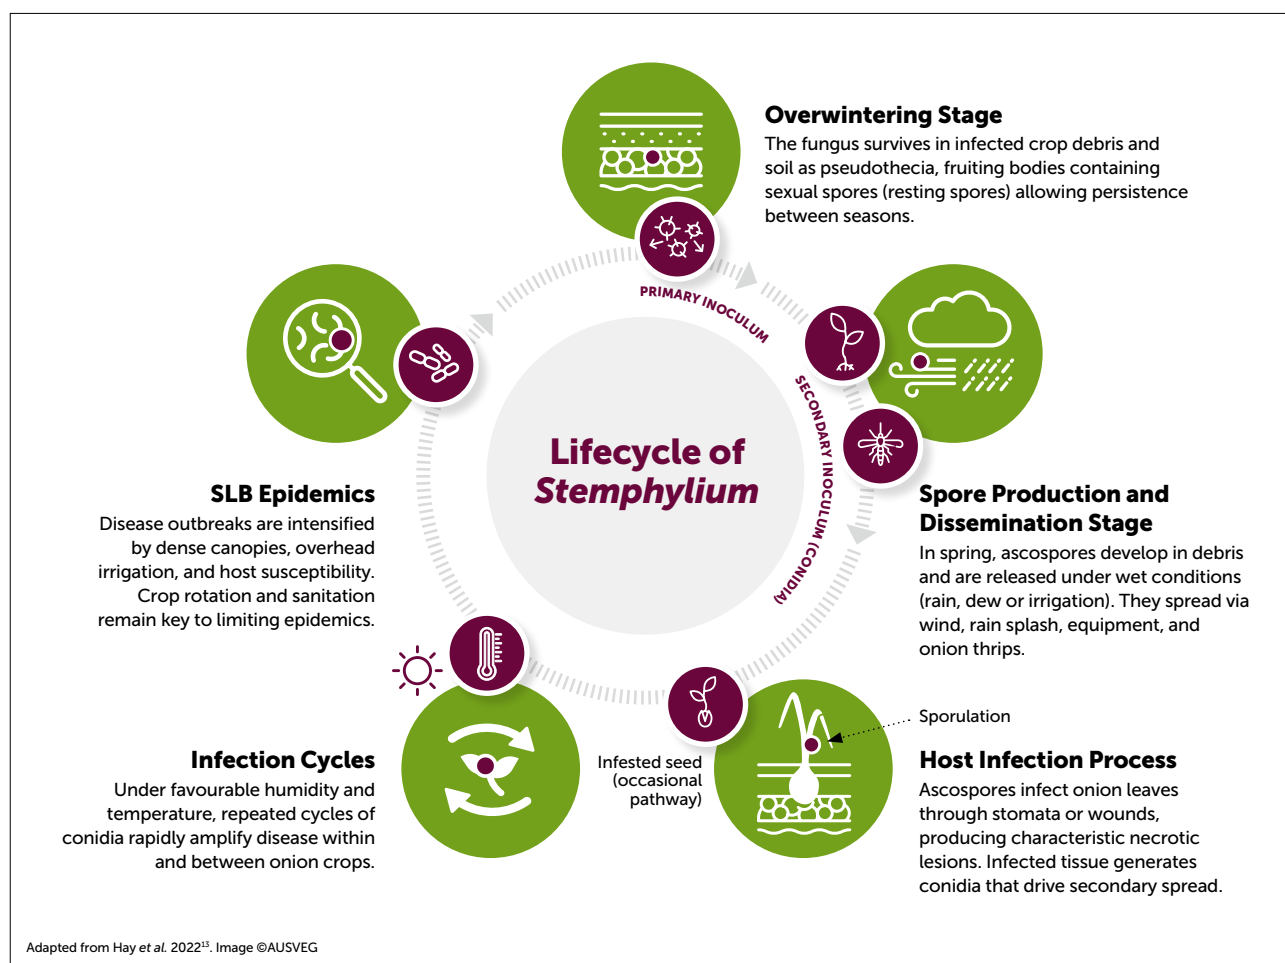 Overwintering Stage
The fungus survives in infected crop debris and
soil as pseudothecia, fruiting bodies containing
sexual spores (resting spores) allowing persistence
between seasons.
PRIMARY INOCULUM
SECONDARY INOCULUM (CONIDIA)
Lifecycle of
Stemphylium
Spore Production and
Dissemination Stage
In spring, ascospores develop in debris
and are released under wet conditions
(rain, dew or irrigation). They spread via
wind, rain splash, equipment, and
onion thrips.
Sporulation
Host Infection Process
Ascospores infect onion leaves
through stomata or wounds,
producing characteristic necrotic
lesions. Infected tissue generates
conidia that drive secondary spread.
Infested seed
(occasional
pathway)
Infection Cycles
Under favourable humidity and
temperature, repeated cycles of
conidia rapidly amplify disease within
and between onion crops.
SLB Epidemics
Disease outbreaks are intensified
by dense canopies, overhead
irrigation, and host susceptibility.
Crop rotation and sanitation
remain key to limiting epidemics.
Adapted from Hay et al. 2022¹³. Image ©AUSVEG